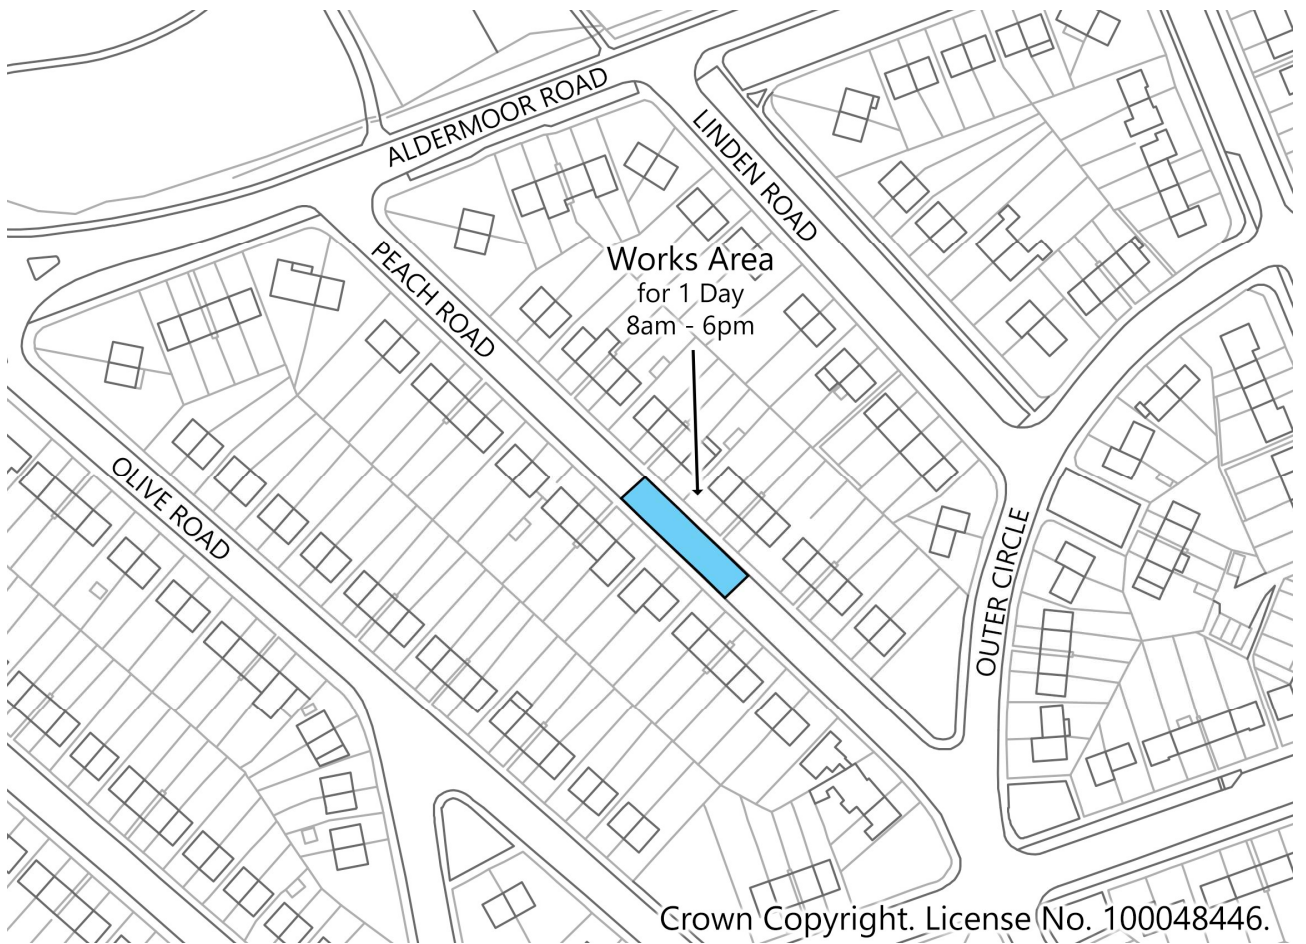 ALDERMOOR ROAD
LINDEN ROAD
PEACH ROAD
Works Area
for 1 Day
8am - 6pm
OLIVE ROAD
OUTER CIRCLE
Crown Copyright. License No. 100048446.